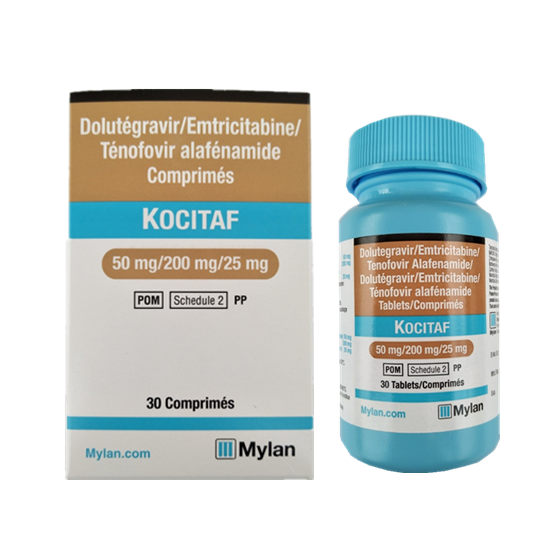 Dolutégravir/Emtricitabine/
Ténofovir alafénamide
Comprimés
KOCITAF
50 mg/200 mg/25 mg
POM Schedule 2 PP
30 Comprimés
Mylan.com Mylan
Dolutegravir/Emtricitabine/
Tenofovir Alafenamide/
Dolutégravir/Emtricitabine/
Ténofovir alafénamide
Tablets/Comprimés
KOCITAF
50 mg/200 mg/25 mg
POM Schedule 2 PP
30 Tablets/Comprimés
Mylan.com Mylan